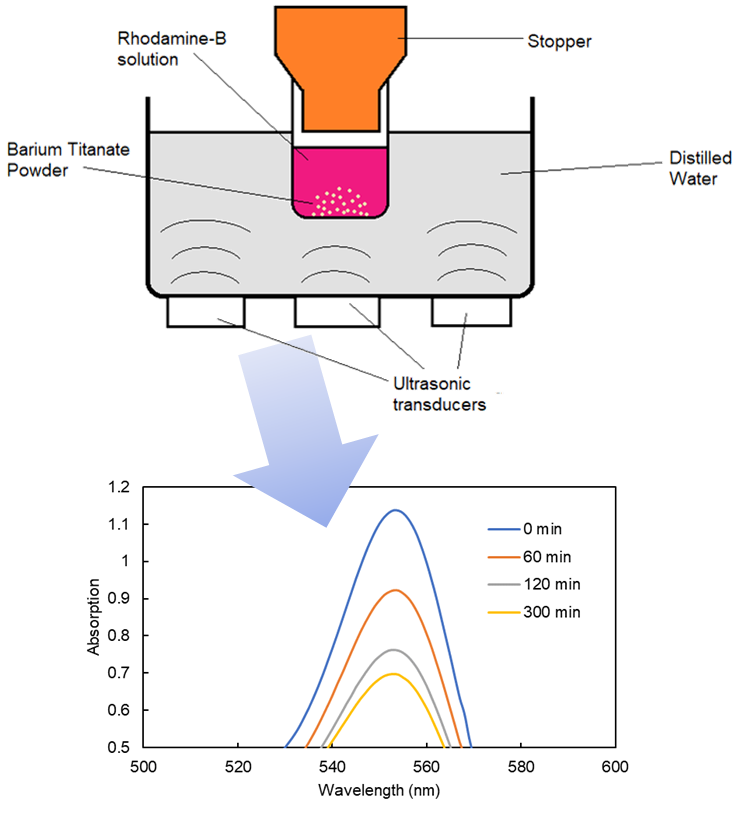 Rhodamine-B
solution
Stopper
Barium Titanate
Powder
Distilled
Water
Ultrasonic
transducers
1.2
1.1
1
0.9
0.8
0.7
0.6
0.5
Absorption
0 min
60 min
120 min
300 min
500 520 540 560 580 600
Wavelength (nm)